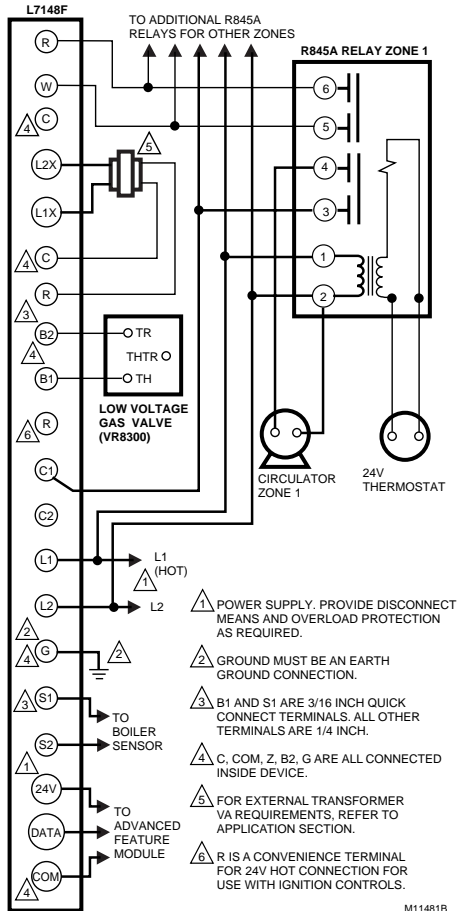 L7148F
TO ADDITIONAL R845A
RELAYS FOR OTHER ZONES
R845A RELAY ZONE 1
R
W
4 C
L2X
L1X
5
4 C
R
3
B2
4
B1
6 R
C1
C2
L1
L2
2
4 G
3 S1
S2
1
24V
DATA
4 COM
6
5
4
3
1
2
TR
THTR
TH
LOW VOLTAGE
GAS VALVE
(VR8300)
CIRCULATOR
ZONE 1
24V
THERMOSTAT
L1
(HOT)
1
L2
2
TO
BOILER
SENSOR
TO
ADVANCED
FEATURE
MODULE
1 POWER SUPPLY. PROVIDE DISCONNECT
MEANS AND OVERLOAD PROTECTION
AS REQUIRED.
2 GROUND MUST BE AN EARTH
GROUND CONNECTION.
3 B1 AND S1 ARE 3/16 INCH QUICK
CONNECT TERMINALS. ALL OTHER
TERMINALS ARE 1/4 INCH.
4 C, COM, Z, B2, G ARE ALL CONNECTED
INSIDE DEVICE.
5 FOR EXTERNAL TRANSFORMER
VA REQUIREMENTS, REFER TO
APPLICATION SECTION.
6 R IS A CONVENIENCE TERMINAL
FOR 24V HOT CONNECTION FOR
USE WITH IGNITION CONTROLS.
M11481B